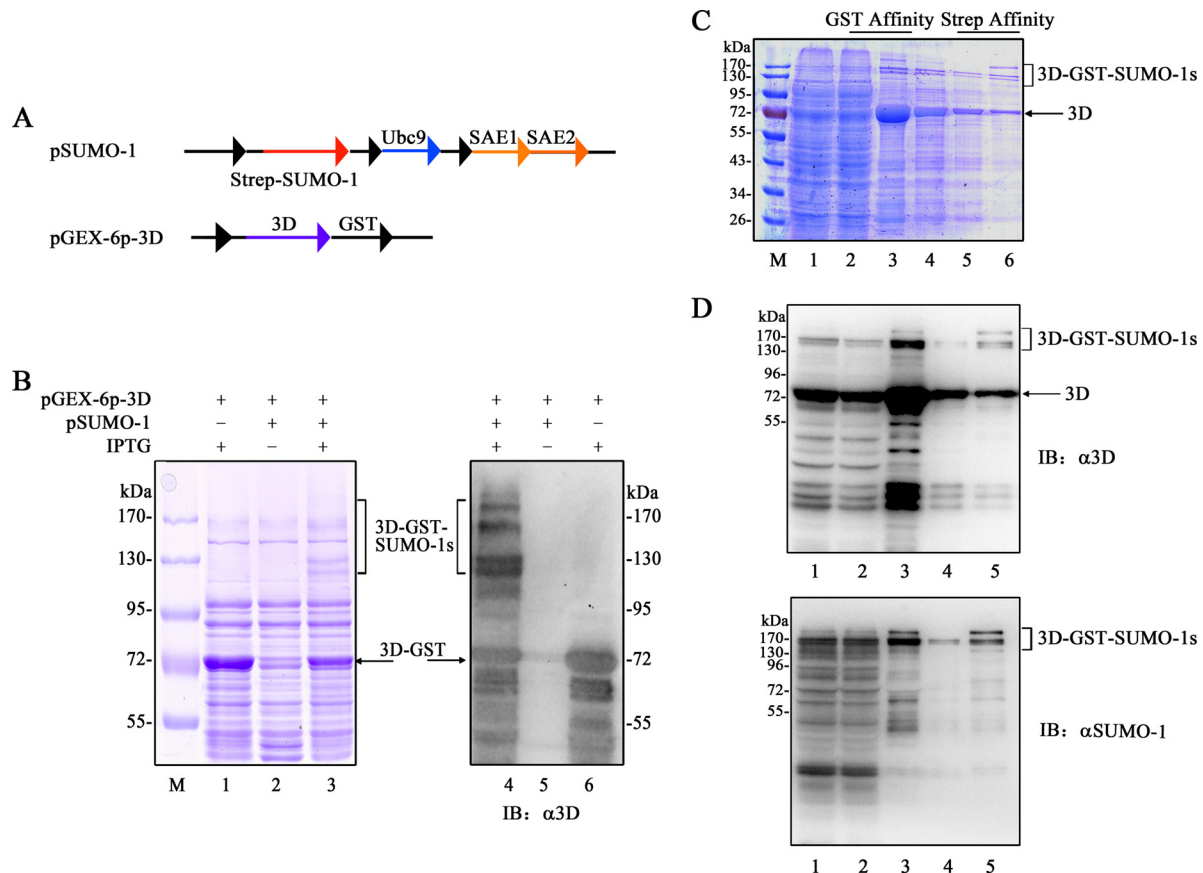 A
pSUMO-1
Ubc9
SAE1
SAE2
Strep-SUMO-1
pGEX-6p-3D
3D
GST
B
pGEX-6p-3D + + + + + +
pSUMO-1 − + + + + −
IPTG + − + + − +
kDa
170-
130-
95-
72-
55-
3D-GST-
SUMO-1s
3D-GST
kDa
-170
-130
-95
-72
-55
M 1 2 3
4 5 6
IB: α3D
C
GST Affinity Strep Affinity
kDa
170-
130-
95-
72-
55-
43-
34-
26-
3D-GST-SUMO-1s
3D
M 1 2 3 4 5 6
D
kDa
170-
130-
96-
72-
55-
3D-GST-SUMO-1s
3D
IB: α3D
1 2 3 4 5
kDa
170-
130-
96-
72-
55-
3D-GST-SUMO-1s
IB: αSUMO-1
1 2 3 4 5